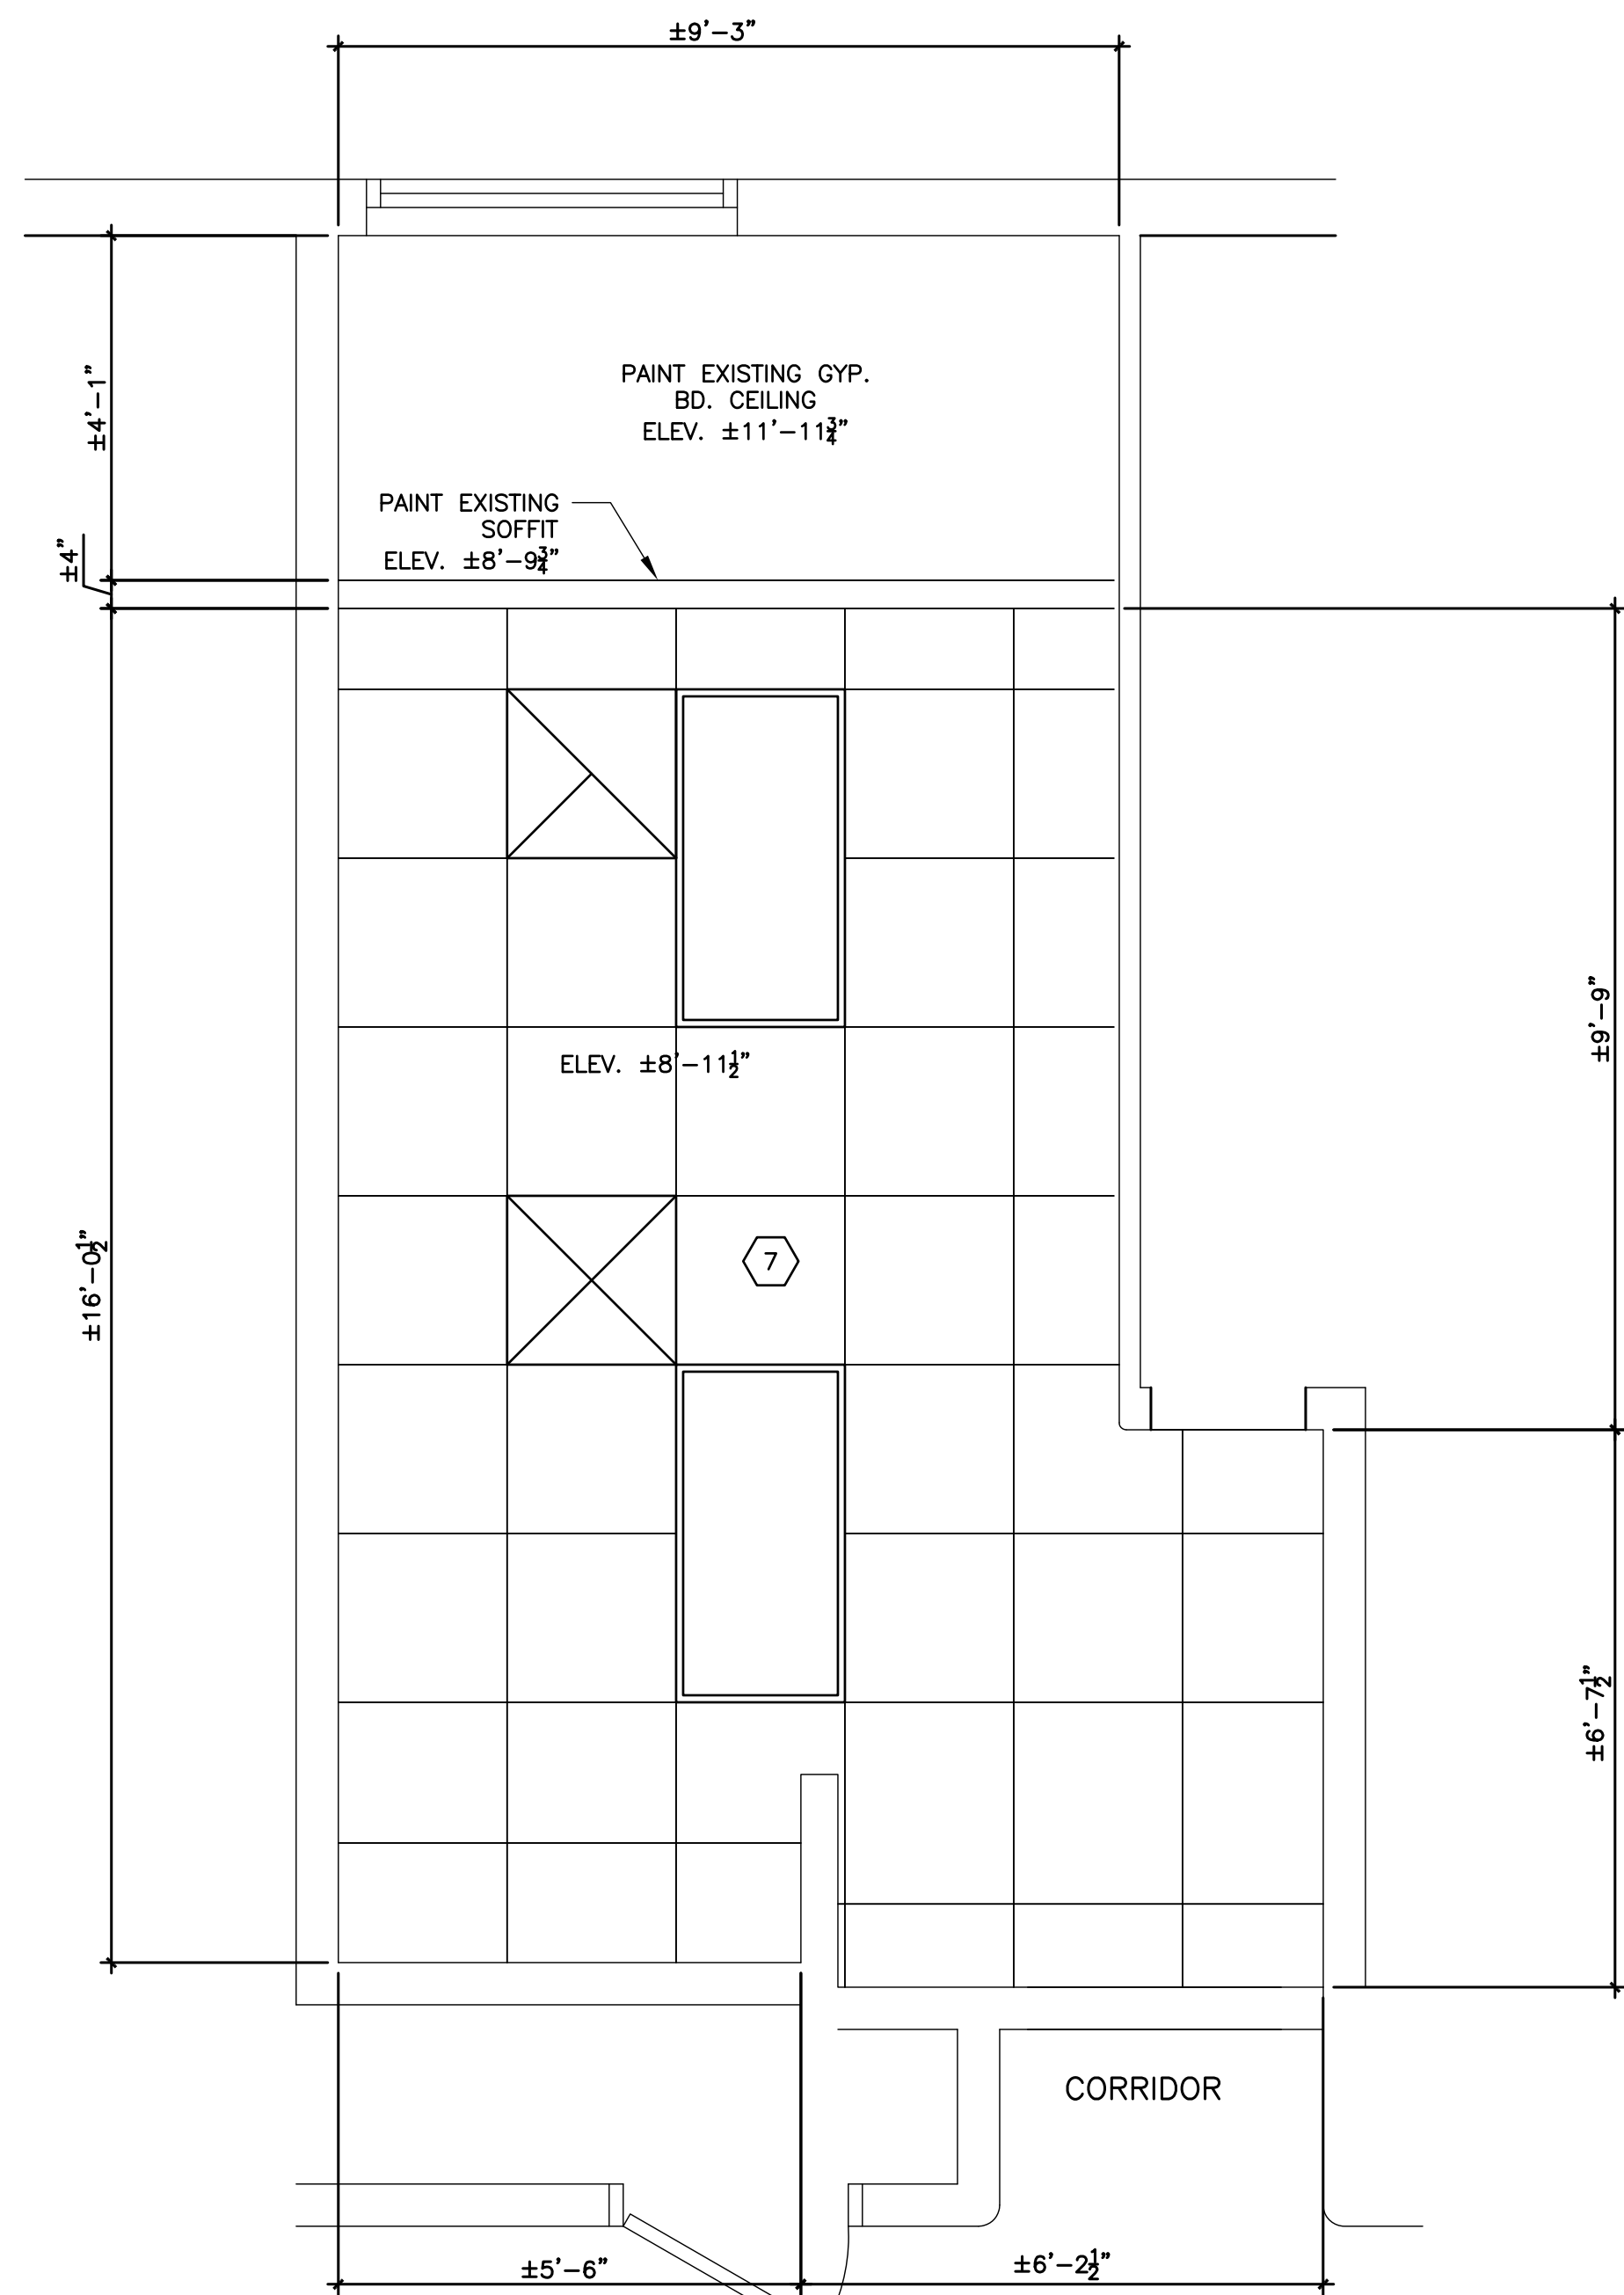 ±9'-3"
PAINT EXISTING GYP.
BD. CEILING
ELEV. ±11'-11¾"
±4'-1"
PAINT EXISTING
SOFFIT
ELEV. ±8'-9¾"
±4"
±9'-9"
ELEV. ±8'-11½"
±16'-0½"
7
±6'-7½"
CORRIDOR
±5'-6"
±6'-2½"